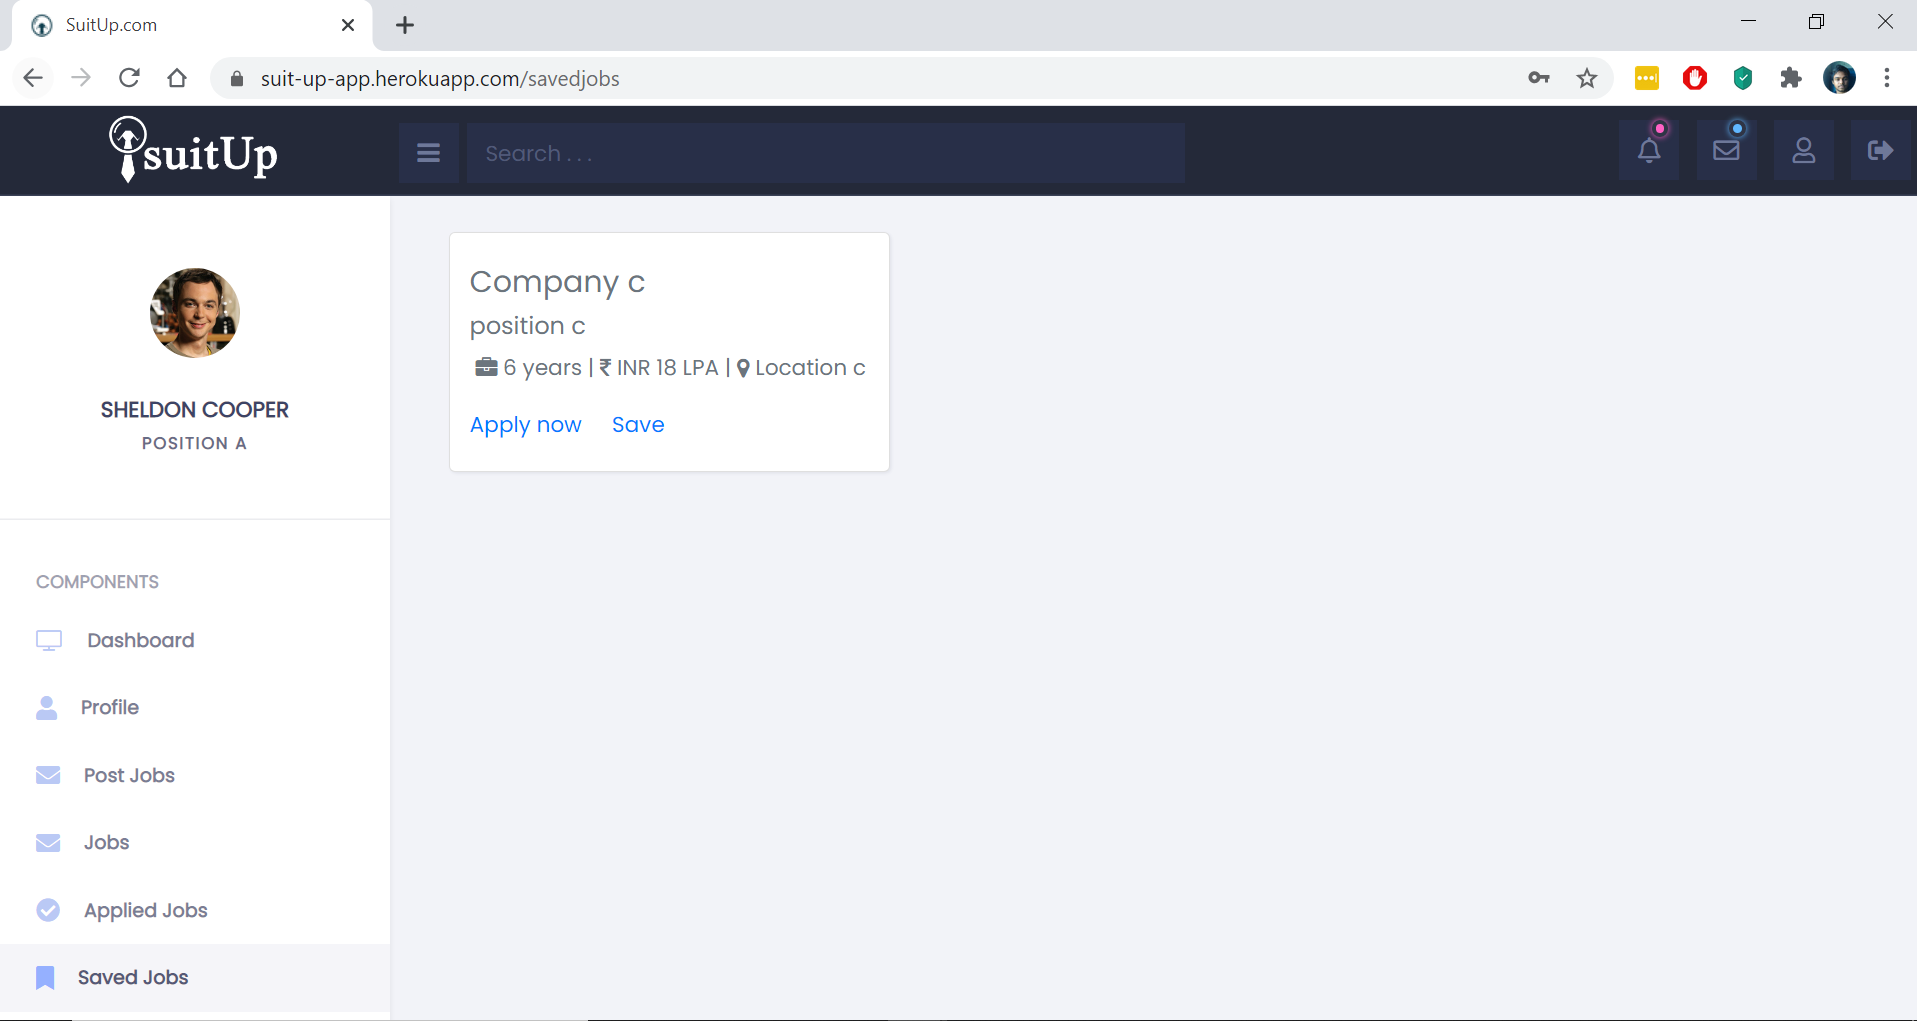 SuitUp.com
suit-up-app.herokuapp.com/savedjobs
suitUp
Search . . .
SHELDON COOPER
POSITION A
COMPONENTS
Dashboard
Profile
Post Jobs
Jobs
Applied Jobs
Saved Jobs
Company c
position c
6 years | ₹ INR 18 LPA | Location c
Apply now Save